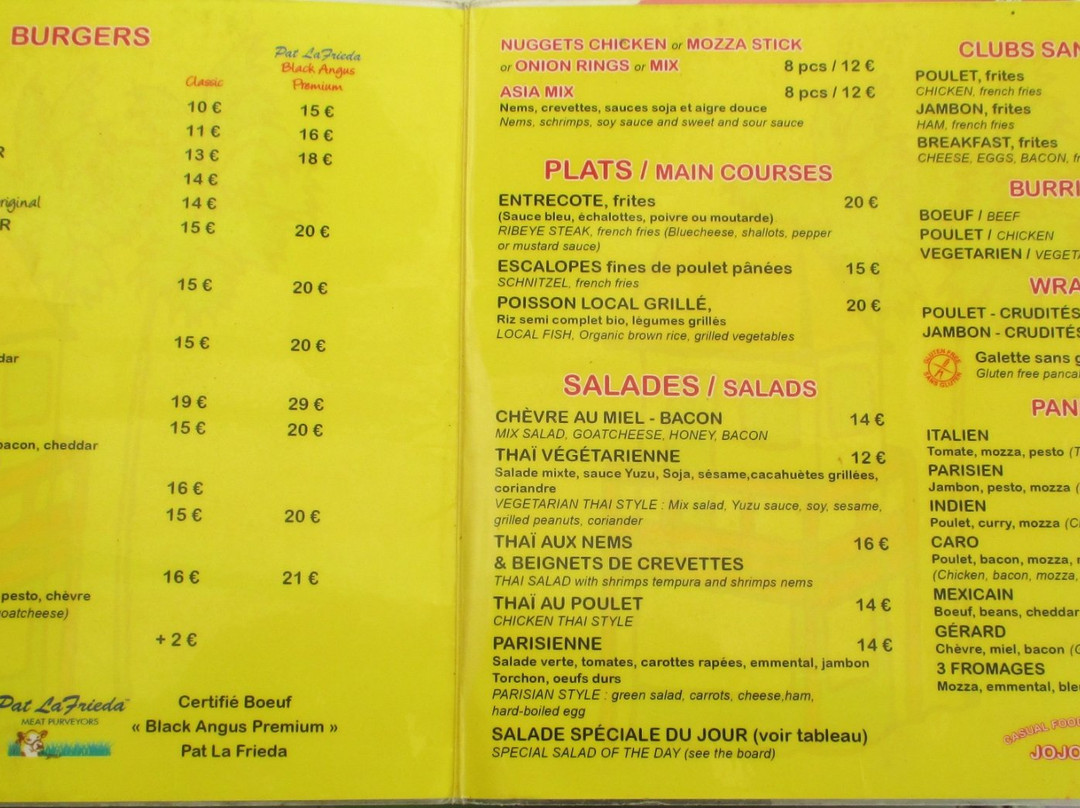 BURGERS
Pat LaFrieda
Classic Black Angus
Premium
10 € 15 €
11 € 16 €
R 13 € 18 €
14 €
riginal 14 €
R 15 € 20 €
15 € 20 €
15 € 20 €
dar
19 € 29 €
15 € 20 €
bacon, cheddar
16 €
15 € 20 €
16 € 21 €
pesto, chèvre
oatcheese)
+ 2 €
Pat LaFrieda
MEAT PURVEYORS
Certifié Boeuf
« Black Angus Premium »
Pat La Frieda
NUGGETS CHICKEN or MOZZA STICK
or ONION RINGS or MIX 8 pcs / 12 €
ASIA MIX 8 pcs / 12 €
Nems, crevettes, sauces soja et aigre douce
Nems, schrimps, soy sauce and sweet and sour sauce
PLATS / MAIN COURSES
ENTRECOTE, frites 20 €
(Sauce bleu, échalottes, poivre ou moutarde)
RIBEYE STEAK, french fries (Bluecheese, shallots, pepper
or mustard sauce)
ESCALOPES fines de poulet pânées 15 €
SCHNITZEL, french fries
POISSON LOCAL GRILLÉ, 20 €
Riz semi complet bio, légumes grillés
LOCAL FISH, Organic brown rice, grilled vegetables
SALADES / SALADS
CHÈVRE AU MIEL - BACON 14 €
MIX SALAD, GOATCHEESE, HONEY, BACON
THAÏ VÉGÉTARIENNE 12 €
Salade mixte, sauce Yuzu, Soja, sésame,cacahuètes grillées,
coriandre
VEGETARIAN THAI STYLE : Mix salad, Yuzu sauce, soy, sesame,
grilled peanuts, coriander
THAÏ AUX NEMS 16 €
& BEIGNETS DE CREVETTES
THAI SALAD with shrimps tempura and shrimps nems
THAÏ AU POULET 14 €
CHICKEN THAI STYLE
PARISIENNE 14 €
Salade verte, tomates, carottes rapées, emmental, jambon
Torchon, oeufs durs
PARISIAN STYLE : green salad, carrots, cheese,ham,
hard-boiled egg
SALADE SPÉCIALE DU JOUR (voir tableau)
SPECIAL SALAD OF THE DAY (see the board)
CLUBS SAN
POULET, frites
CHICKEN, french fries
JAMBON, frites
HAM, french fries
BREAKFAST, frites
CHEESE, EGGS, BACON, fr
BURRI
BOEUF / BEEF
POULET / CHICKEN
VEGETARIEN / VEGETA
WRA
POULET - CRUDITÉS
JAMBON - CRUDITÉS
GLUTEN FREE
SANS GLUTEN
Galette sans g
Gluten free panca
PAN
ITALIEN
Tomate, mozza, pesto (T
PARISIEN
Jambon, pesto, mozza (
INDIEN
Poulet, curry, mozza (C
CARO
Poulet, bacon, mozza,
(Chicken, bacon, mozza,
MEXICAIN
Boeuf, beans, cheddar
GÉRARD
Chèvre, miel, bacon (G
3 FROMAGES
Mozza, emmental, ble
CASUAL FOOD
JOJO